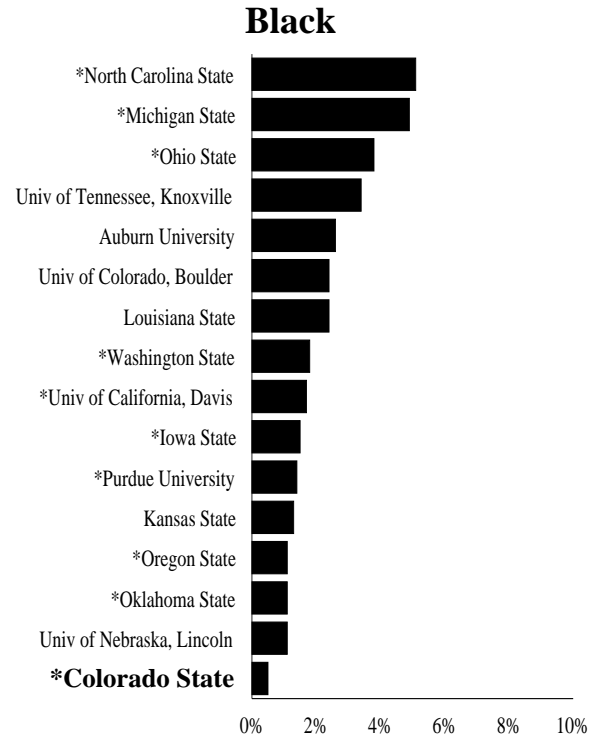 Black
*North Carolina State
*Michigan State
*Ohio State
Univ of Tennessee, Knoxville
Auburn University
Univ of Colorado, Boulder
Louisiana State
*Washington State
*Univ of California, Davis
*Iowa State
*Purdue University
Kansas State
*Oregon State
*Oklahoma State
Univ of Nebraska, Lincoln
*Colorado State
0% 2% 4% 6% 8% 10%